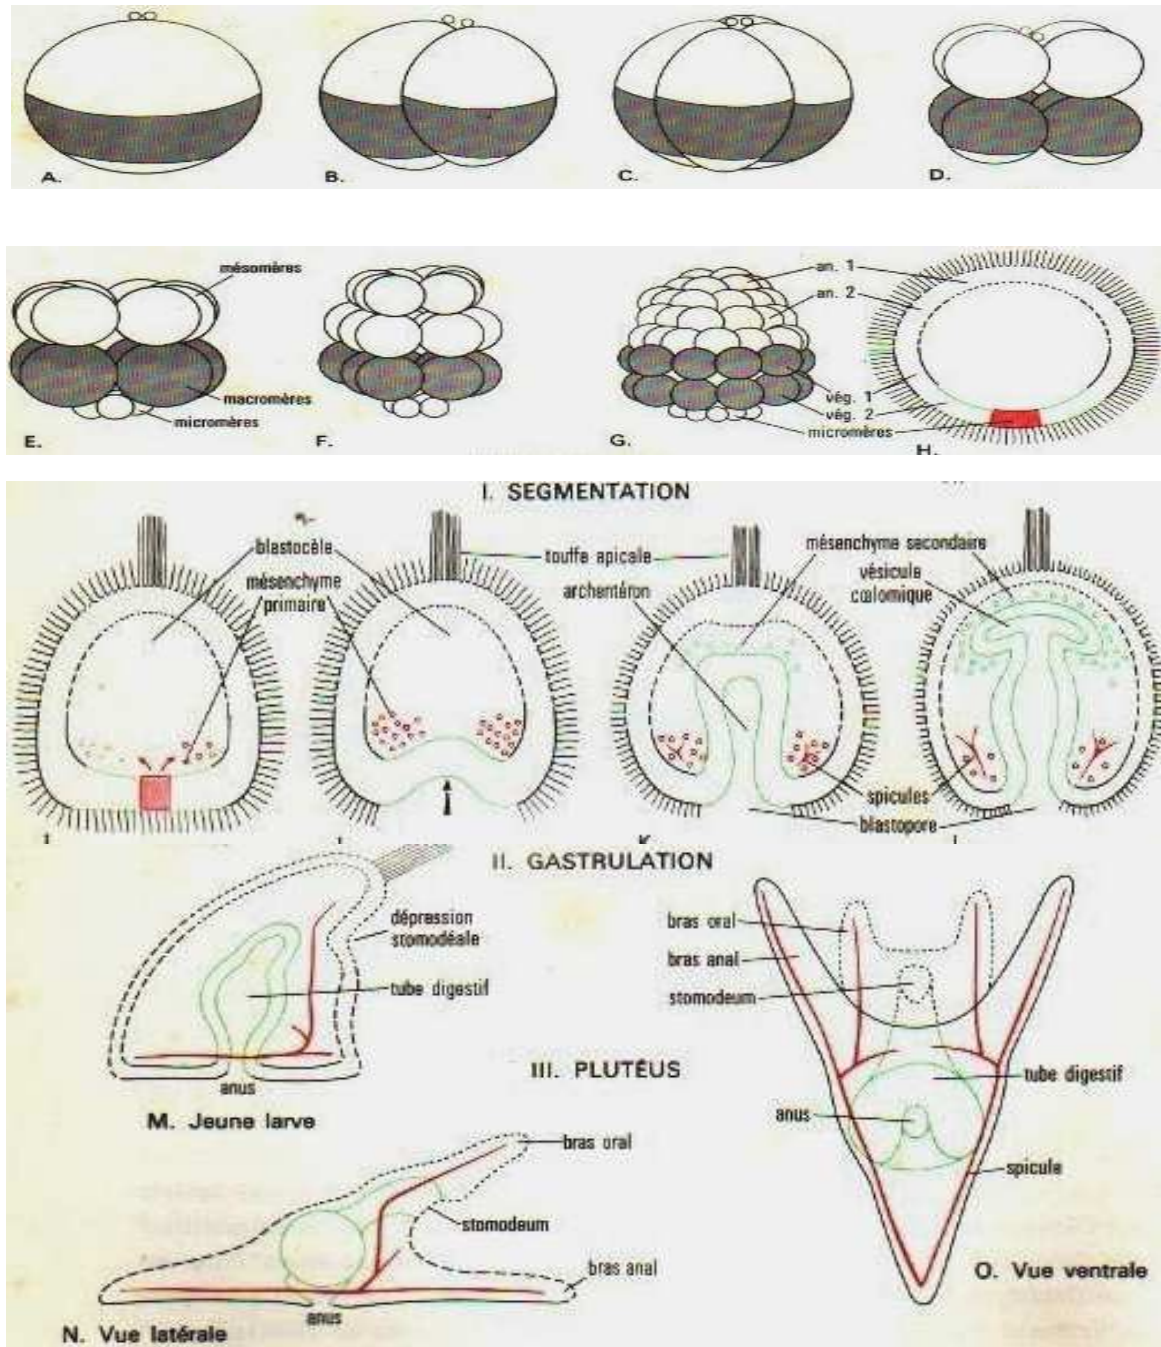 A.
B.
C.
D.
mésomères
macromères
micromères
E.
F.
an. 1
an. 2
vég. 1
vég. 2
micromères
G.
H.
I. SEGMENTATION
blastocèle
mésenchyme
primaire
touffe apicale
archentéron
mésenchyme secondaire
vésicule
cœlomique
spicules
blastopore
II. GASTRULATION
dépression
stomodéale
tube digestif
anus
M. Jeune larve
bras oral
bras anal
stomodeum
tube digestif
anus
spicule
O. Vue ventrale
III. PLUTÉUS
bras oral
stomodeum
bras anal
anus
N. Vue latérale